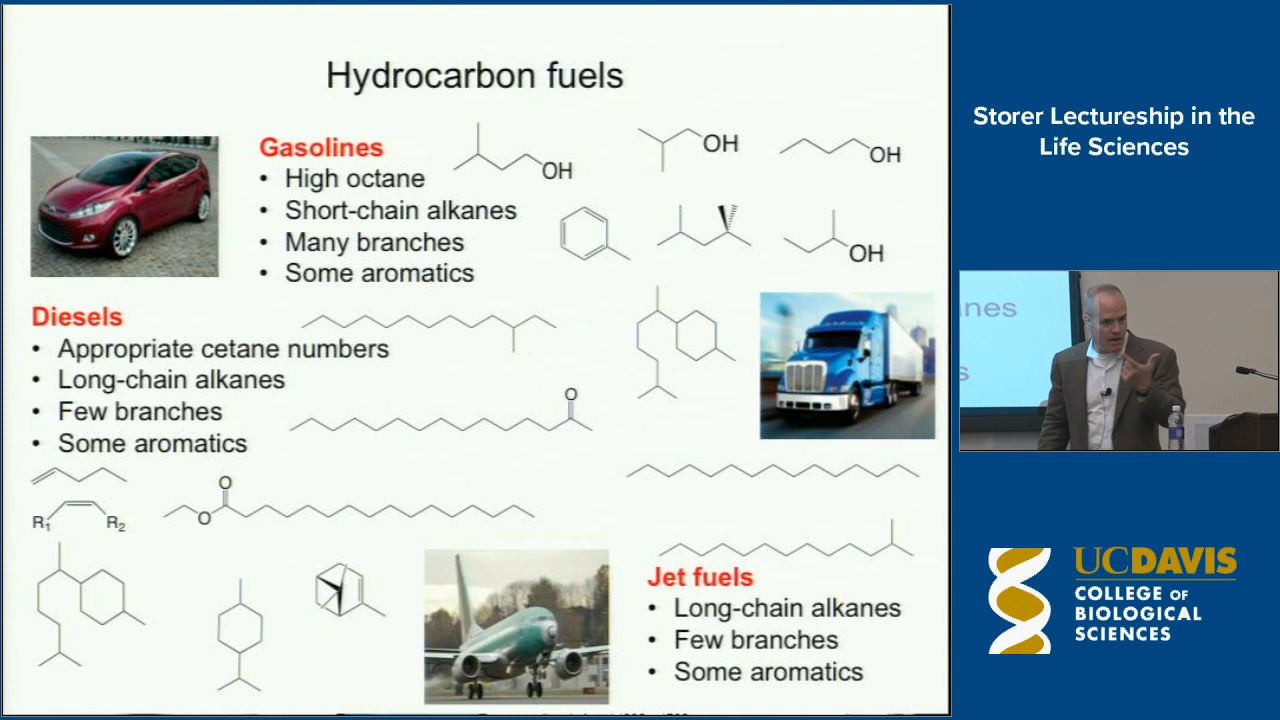 Hydrocarbon fuels
Gasolines
• High octane
• Short-chain alkanes
• Many branches
• Some aromatics
OH
OH
OH
OH
Diesels
• Appropriate cetane numbers
• Long-chain alkanes
• Few branches
• Some aromatics
O
O
O
R1
R2
Jet fuels
• Long-chain alkanes
• Few branches
• Some aromatics
Storer Lectureship in the
Life Sciences
UCDAVIS
COLLEGE OF
BIOLOGICAL
SCIENCES